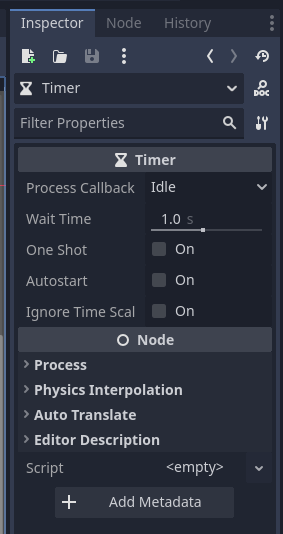 Inspector Node History
Timer
DOC
Filter Properties
Timer
Process Callback Idle
Wait Time 1.0 s
One Shot On
Autostart On
Ignore Time Scal On
Node
Process
Physics Interpolation
Auto Translate
Editor Description
Script <empty>
Add Metadata